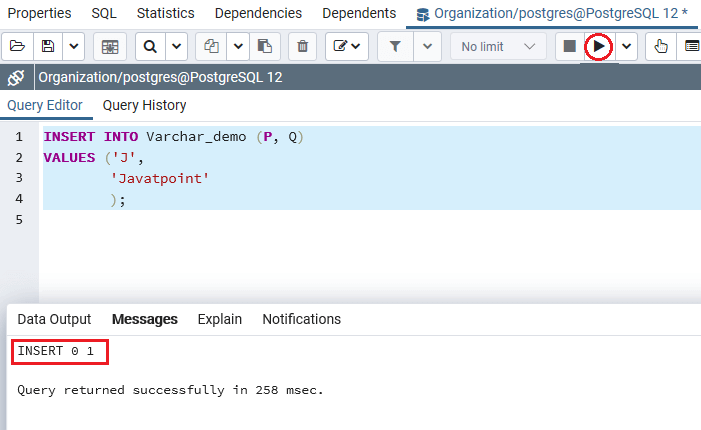 Properties SQL Statistics Dependencies Dependents Organization/postgres@PostgreSQL 12 *
No limit
Organization/postgres@PostgreSQL 12
Query Editor Query History
1 INSERT INTO Varchar_demo (P, Q)
2 VALUES ('J',
3 'Javatpoint'
4 );
5
Data Output Messages Explain Notifications
INSERT 0 1
Query returned successfully in 258 msec.